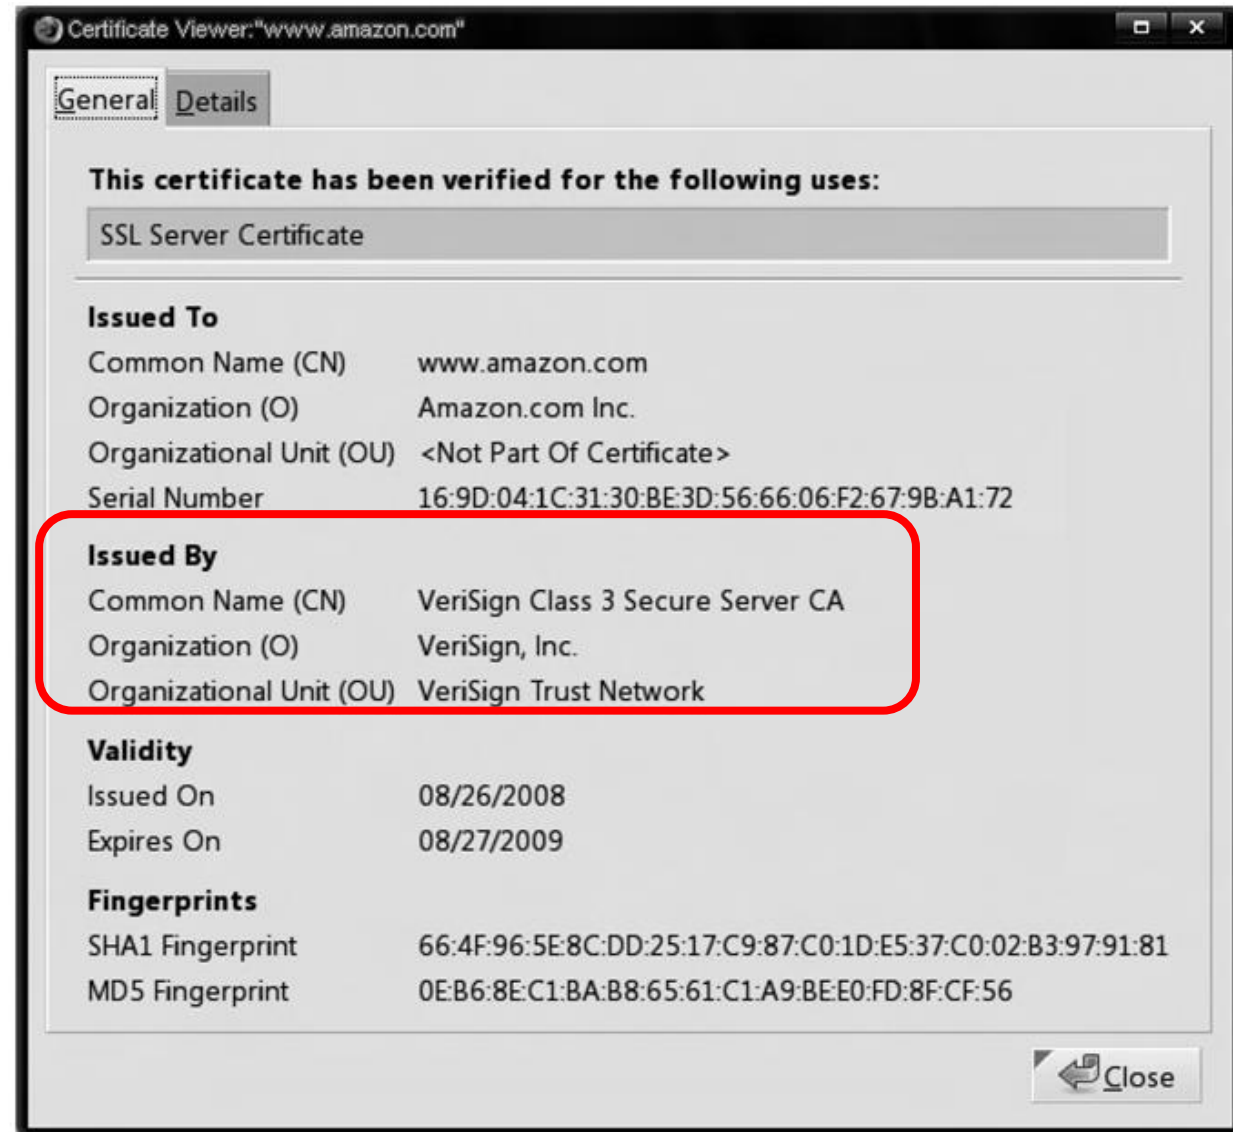 Certificate Viewer:"www.amazon.com"
General Details
This certificate has been verified for the following uses:
SSL Server Certificate
Issued To
Common Name (CN) www.amazon.com
Organization (O) Amazon.com Inc.
Organizational Unit (OU) <Not Part Of Certificate>
Serial Number 16:9D:04:1C:31:30:BE:3D:56:66:06:F2:67:9B:A1:72
Issued By
Common Name (CN) VeriSign Class 3 Secure Server CA
Organization (O) VeriSign, Inc.
Organizational Unit (OU) VeriSign Trust Network
Validity
Issued On 08/26/2008
Expires On 08/27/2009
Fingerprints
SHA1 Fingerprint 66:4F:96:5E:8C:DD:25:17:C9:87:C0:1D:E5:37:C0:02:B3:97:91:81
MD5 Fingerprint 0E:B6:8E:C1:BA:B8:65:61:C1:A9:BE:E0:FD:8F:CF:56
Close